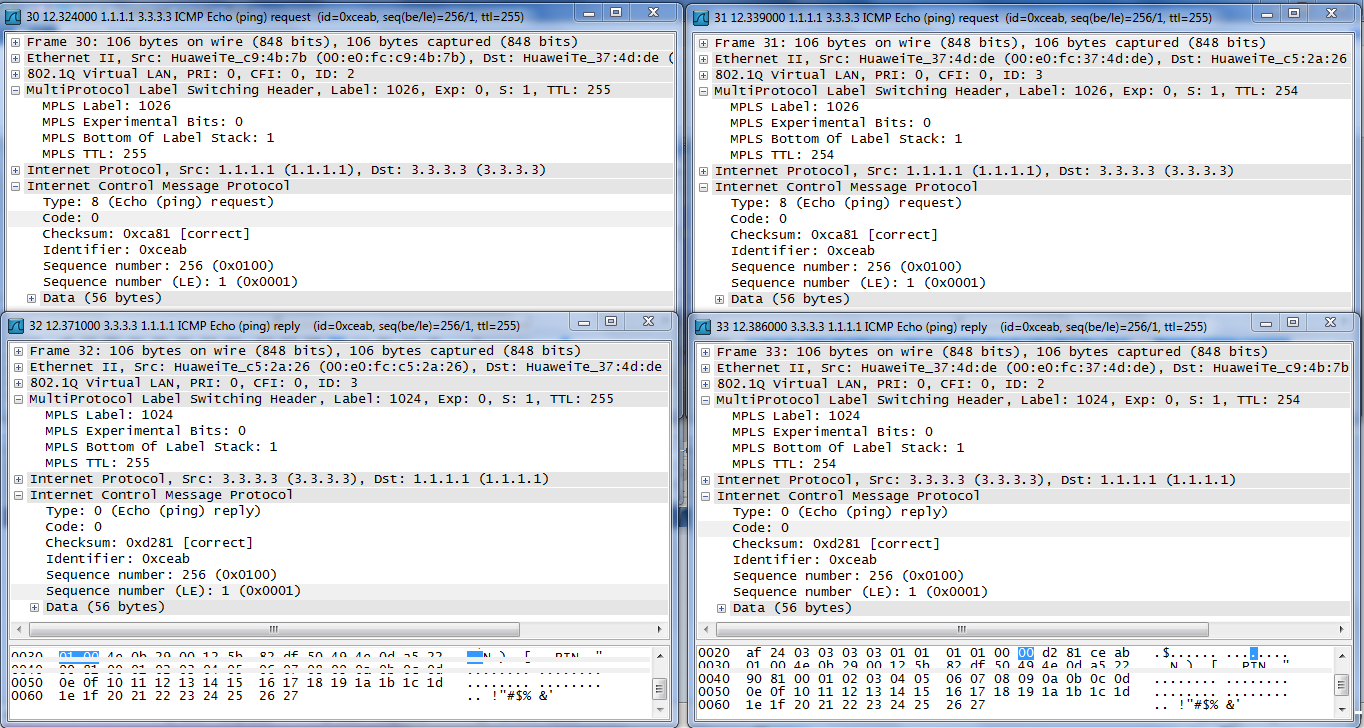 30 12.324000 1.1.1.1 3.3.3.3 ICMP Echo (ping) request (id=0xceab, seq(be/le)=256/1, ttl=255)
Frame 30: 106 bytes on wire (848 bits), 106 bytes captured (848 bits)
Ethernet II, Src: HuaweiTe_c9:4b:7b (00:e0:fc:c9:4b:7b), Dst: HuaweiTe_37:4d:de (
802.1Q Virtual LAN, PRI: 0, CFI: 0, ID: 2
MultiProtocol Label Switching Header, Label: 1026, Exp: 0, S: 1, TTL: 255
MPLS Label: 1026
MPLS Experimental Bits: 0
MPLS Bottom Of Label Stack: 1
MPLS TTL: 255
Internet Protocol, Src: 1.1.1.1 (1.1.1.1), Dst: 3.3.3.3 (3.3.3.3)
Internet Control Message Protocol
Type: 8 (Echo (ping) request)
Code: 0
Checksum: 0xca81 [correct]
Identifier: 0xceab
Sequence number: 256 (0x0100)
Sequence number (LE): 1 (0x0001)
Data (56 bytes)
31 12.339000 1.1.1.1 3.3.3.3 ICMP Echo (ping) request (id=0xceab, seq(be/le)=256/1, ttl=255)
Frame 31: 106 bytes on wire (848 bits), 106 bytes captured (848 bits)
Ethernet II, Src: HuaweiTe_37:4d:de (00:e0:fc:37:4d:de), Dst: HuaweiTe_c5:2a:26
802.1Q Virtual LAN, PRI: 0, CFI: 0, ID: 3
MultiProtocol Label Switching Header, Label: 1026, Exp: 0, S: 1, TTL: 254
MPLS Label: 1026
MPLS Experimental Bits: 0
MPLS Bottom Of Label Stack: 1
MPLS TTL: 254
Internet Protocol, Src: 1.1.1.1 (1.1.1.1), Dst: 3.3.3.3 (3.3.3.3)
Internet Control Message Protocol
Type: 8 (Echo (ping) request)
Code: 0
Checksum: 0xca81 [correct]
Identifier: 0xceab
Sequence number: 256 (0x0100)
Sequence number (LE): 1 (0x0001)
Data (56 bytes)
32 12.371000 3.3.3.3 1.1.1.1 ICMP Echo (ping) reply (id=0xceab, seq(be/le)=256/1, ttl=255)
Frame 32: 106 bytes on wire (848 bits), 106 bytes captured (848 bits)
Ethernet II, Src: HuaweiTe_c5:2a:26 (00:e0:fc:c5:2a:26), Dst: HuaweiTe_37:4d:de
802.1Q Virtual LAN, PRI: 0, CFI: 0, ID: 3
MultiProtocol Label Switching Header, Label: 1024, Exp: 0, S: 1, TTL: 255
MPLS Label: 1024
MPLS Experimental Bits: 0
MPLS Bottom Of Label Stack: 1
MPLS TTL: 255
Internet Protocol, Src: 3.3.3.3 (3.3.3.3), Dst: 1.1.1.1 (1.1.1.1)
Internet Control Message Protocol
Type: 0 (Echo (ping) reply)
Code: 0
Checksum: 0xd281 [correct]
Identifier: 0xceab
Sequence number: 256 (0x0100)
Sequence number (LE): 1 (0x0001)
Data (56 bytes)
0050 0e 0f 10 11 12 13 14 15 16 17 18 19 1a 1b 1c 1d ........ ........
0060 1e 1f 20 21 22 23 24 25 26 27 .. !"#$% &'
33 12.386000 3.3.3.3 1.1.1.1 ICMP Echo (ping) reply (id=0xceab, seq(be/le)=256/1, ttl=255)
Frame 33: 106 bytes on wire (848 bits), 106 bytes captured (848 bits)
Ethernet II, Src: HuaweiTe_37:4d:de (00:e0:fc:37:4d:de), Dst: HuaweiTe_c9:4b:7b
802.1Q Virtual LAN, PRI: 0, CFI: 0, ID: 2
MultiProtocol Label Switching Header, Label: 1024, Exp: 0, S: 1, TTL: 254
MPLS Label: 1024
MPLS Experimental Bits: 0
MPLS Bottom Of Label Stack: 1
MPLS TTL: 254
Internet Protocol, Src: 3.3.3.3 (3.3.3.3), Dst: 1.1.1.1 (1.1.1.1)
Internet Control Message Protocol
Type: 0 (Echo (ping) reply)
Code: 0
Checksum: 0xd281 [correct]
Identifier: 0xceab
Sequence number: 256 (0x0100)
Sequence number (LE): 1 (0x0001)
Data (56 bytes)
0020 af 24 03 03 03 03 01 01 01 01 00 00 d2 81 ce ab .$...... ........
0030 01 00 4e 0b 29 00 12 5b 82 df 50 49 4e 0d a5 22
0040 90 81 00 01 02 03 04 05 06 07 08 09 0a 0b 0c 0d ........ ........
0050 0e 0f 10 11 12 13 14 15 16 17 18 19 1a 1b 1c 1d ........ ........
0060 1e 1f 20 21 22 23 24 25 26 27 .. !"#$% &'